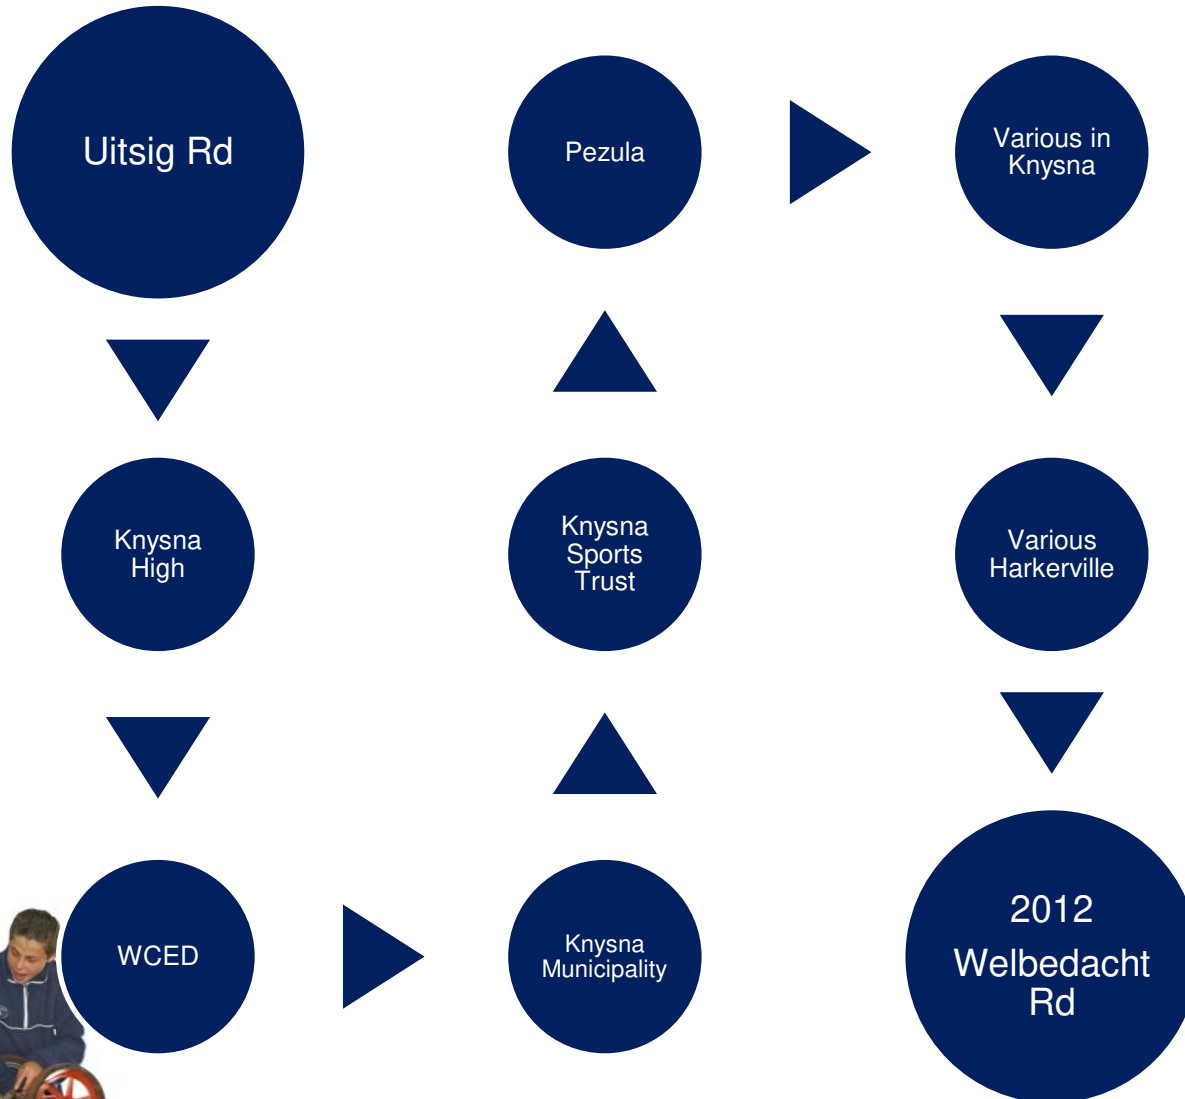 Uitsig Rd
Knysna
High
WCED
Knysna
Municipality
Knysna
Sports
Trust
Pezula
Various in
Knysna
Various
Harkerville
2012
Welbedacht
Rd